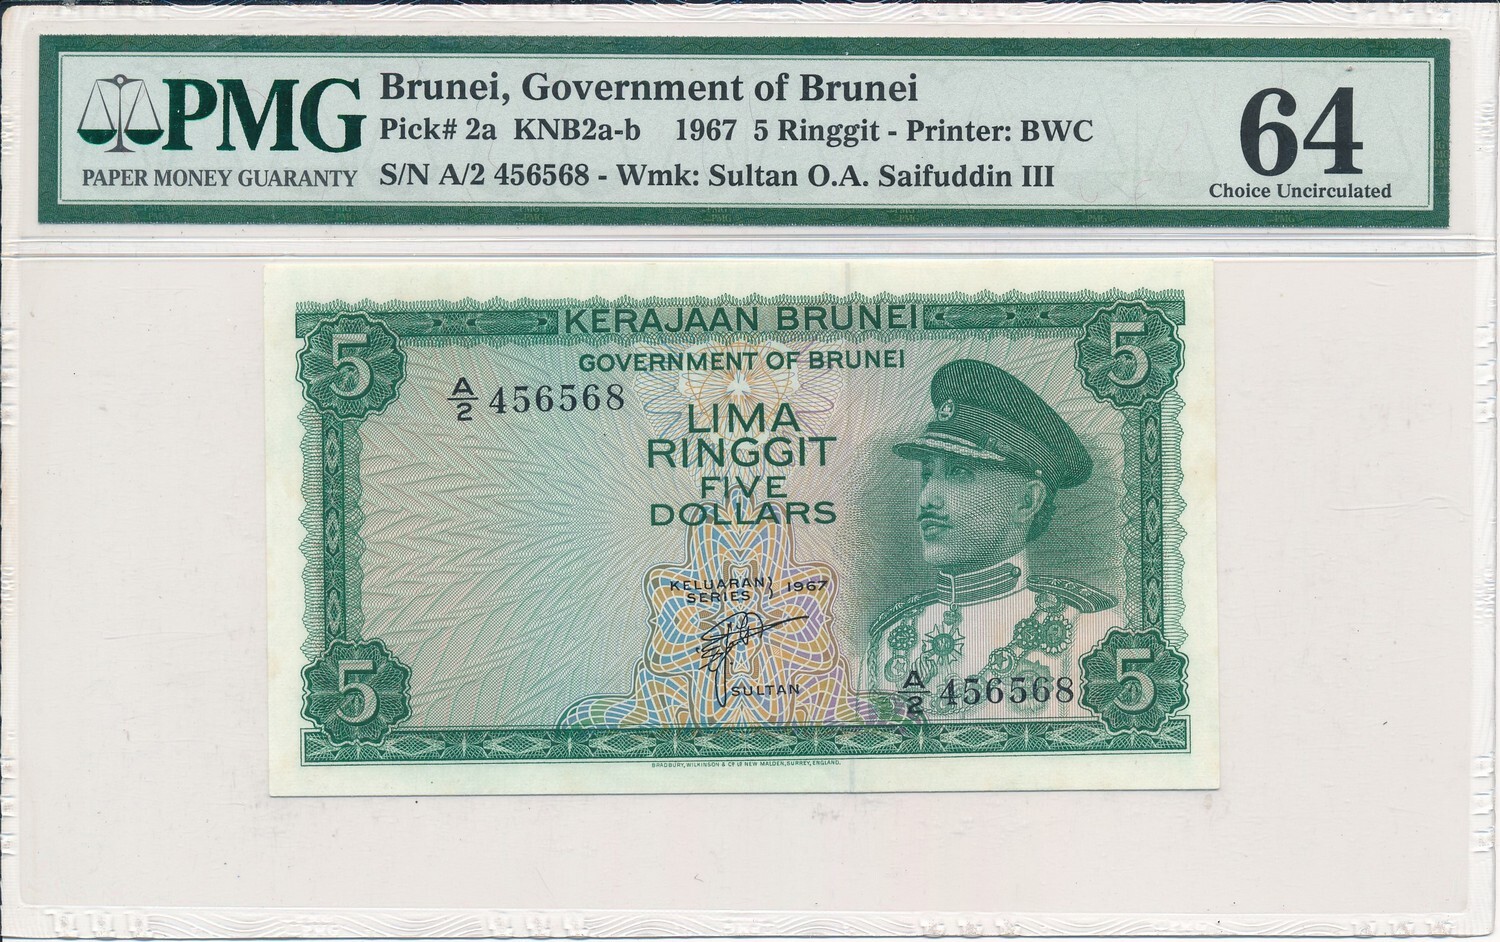 PMG
PAPER MONEY GUARANTY
Brunei, Government of Brunei
Pick# 2a KNB2a-b 1967 5 Ringgit - Printer: BWC
S/N A/2 456568 - Wmk: Sultan O.A. Saifuddin III
64
Choice Uncirculated
5
KERAJAAN BRUNEI
5
GOVERNMENT OF BRUNEI
A/2 456568
LIMA
RINGGIT
FIVE
DOLLARS
KELUARAN } 1967
SERIES
SULTAN
5
A/2 456568
5
BRADBURY, WILKINSON & Cº Lº NEW MALDEN, SURREY, ENGLAND.